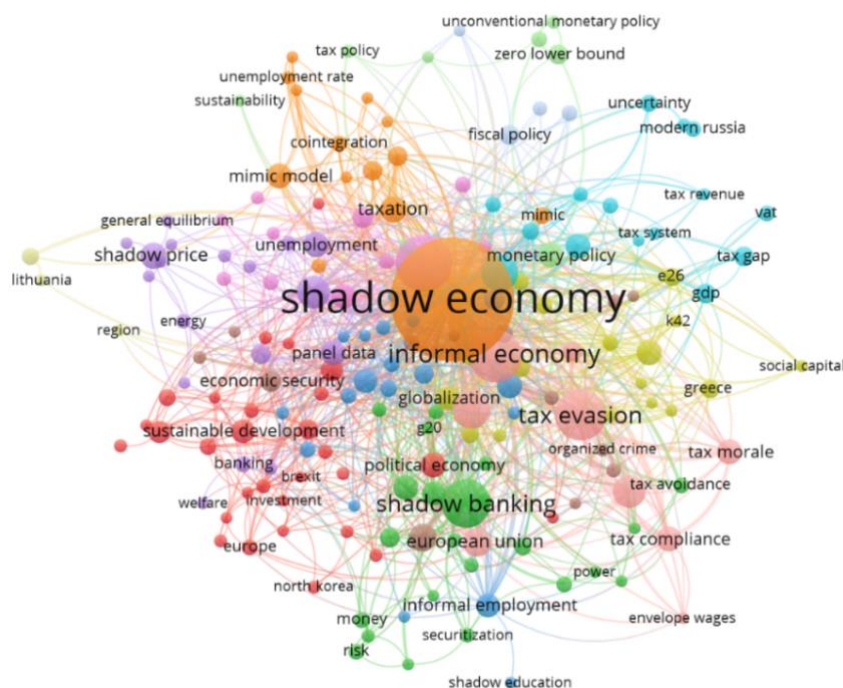 unconventional monetary policy
tax policy
zero lower bound
unemployment rate
sustainability
uncertainty
modern russia
fiscal policy
cointegration
mimic model
tax revenue
taxation
mimic
vat
general equilibrium
unemployment
tax system
shadow price
monetary policy
tax gap
lithuania
e26
gdp
shadow economy
energy
k42
region
panel data
informal economy
social capital
economic security
globalization
greece
tax evasion
g20
sustainable development
organized crime
tax morale
banking
political economy
brexit
tax avoidance
welfare
investment
shadow banking
europe
european union
tax compliance
power
north korea
informal employment
money
envelope wages
securitization
risk
shadow education